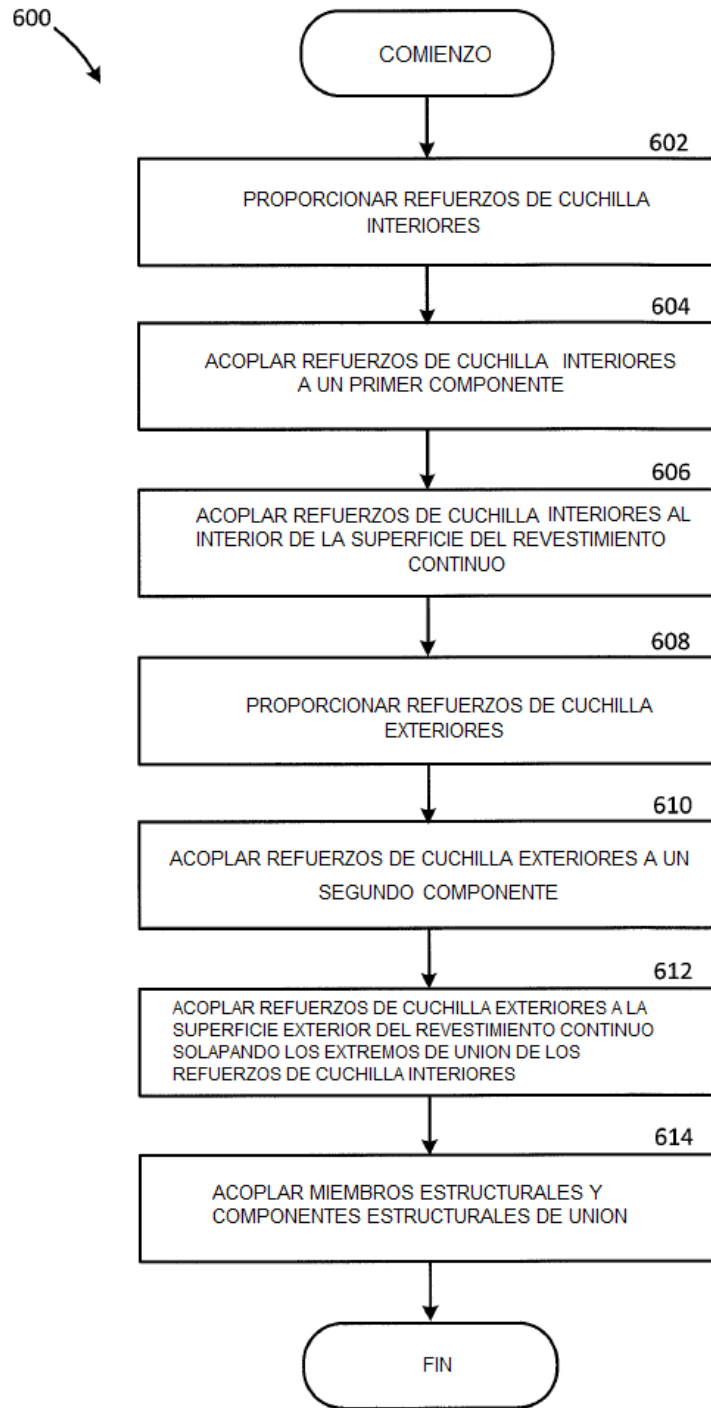 600
COMIENZO
602
PROPORCIONAR REFUERZOS DE CUCHILLA
INTERIORES
604
ACOPLAR REFUERZOS DE CUCHILLA INTERIORES
A UN PRIMER COMPONENTE
606
ACOPLAR REFUERZOS DE CUCHILLA INTERIORES AL
INTERIOR DE LA SUPERFICIE DEL REVESTIMIENTO
CONTINUO
608
PROPORCIONAR REFUERZOS DE CUCHILLA
EXTERIORES
610
ACOPLAR REFUERZOS DE CUCHILLA EXTERIORES A UN
SEGUNDO COMPONENTE
612
ACOPLAR REFUERZOS DE CUCHILLA EXTERIORES A LA
SUPERFICIE EXTERIOR DEL REVESTIMIENTO CONTINUO
SOLAPANDO LOS EXTREMOS DE UNION DE LOS
REFUERZOS DE CUCHILLA INTERIORES
614
ACOPLAR MIEMBROS ESTRUCTURALES Y
COMPONENTES ESTRUCTURALES DE UNION
FIN